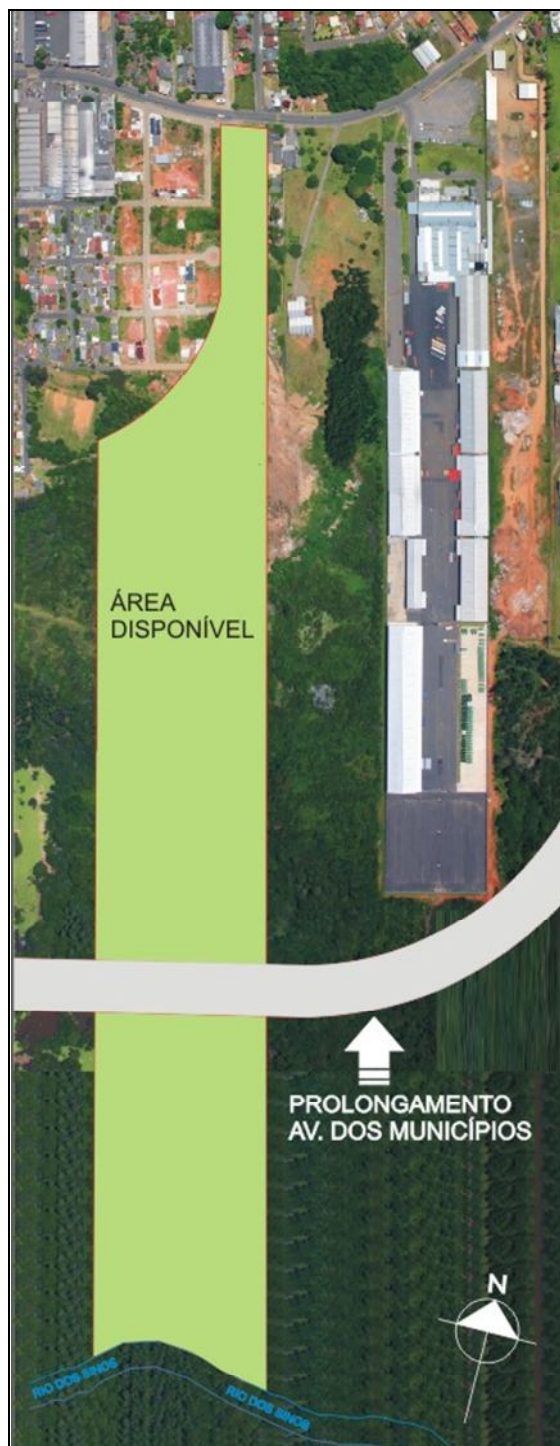 ÁREA
DISPONÍVEL
PROLONGAMENTO
AV. DOS MUNICÍPIOS
N
RIO DOS SINOS
RIO DOS SINOS